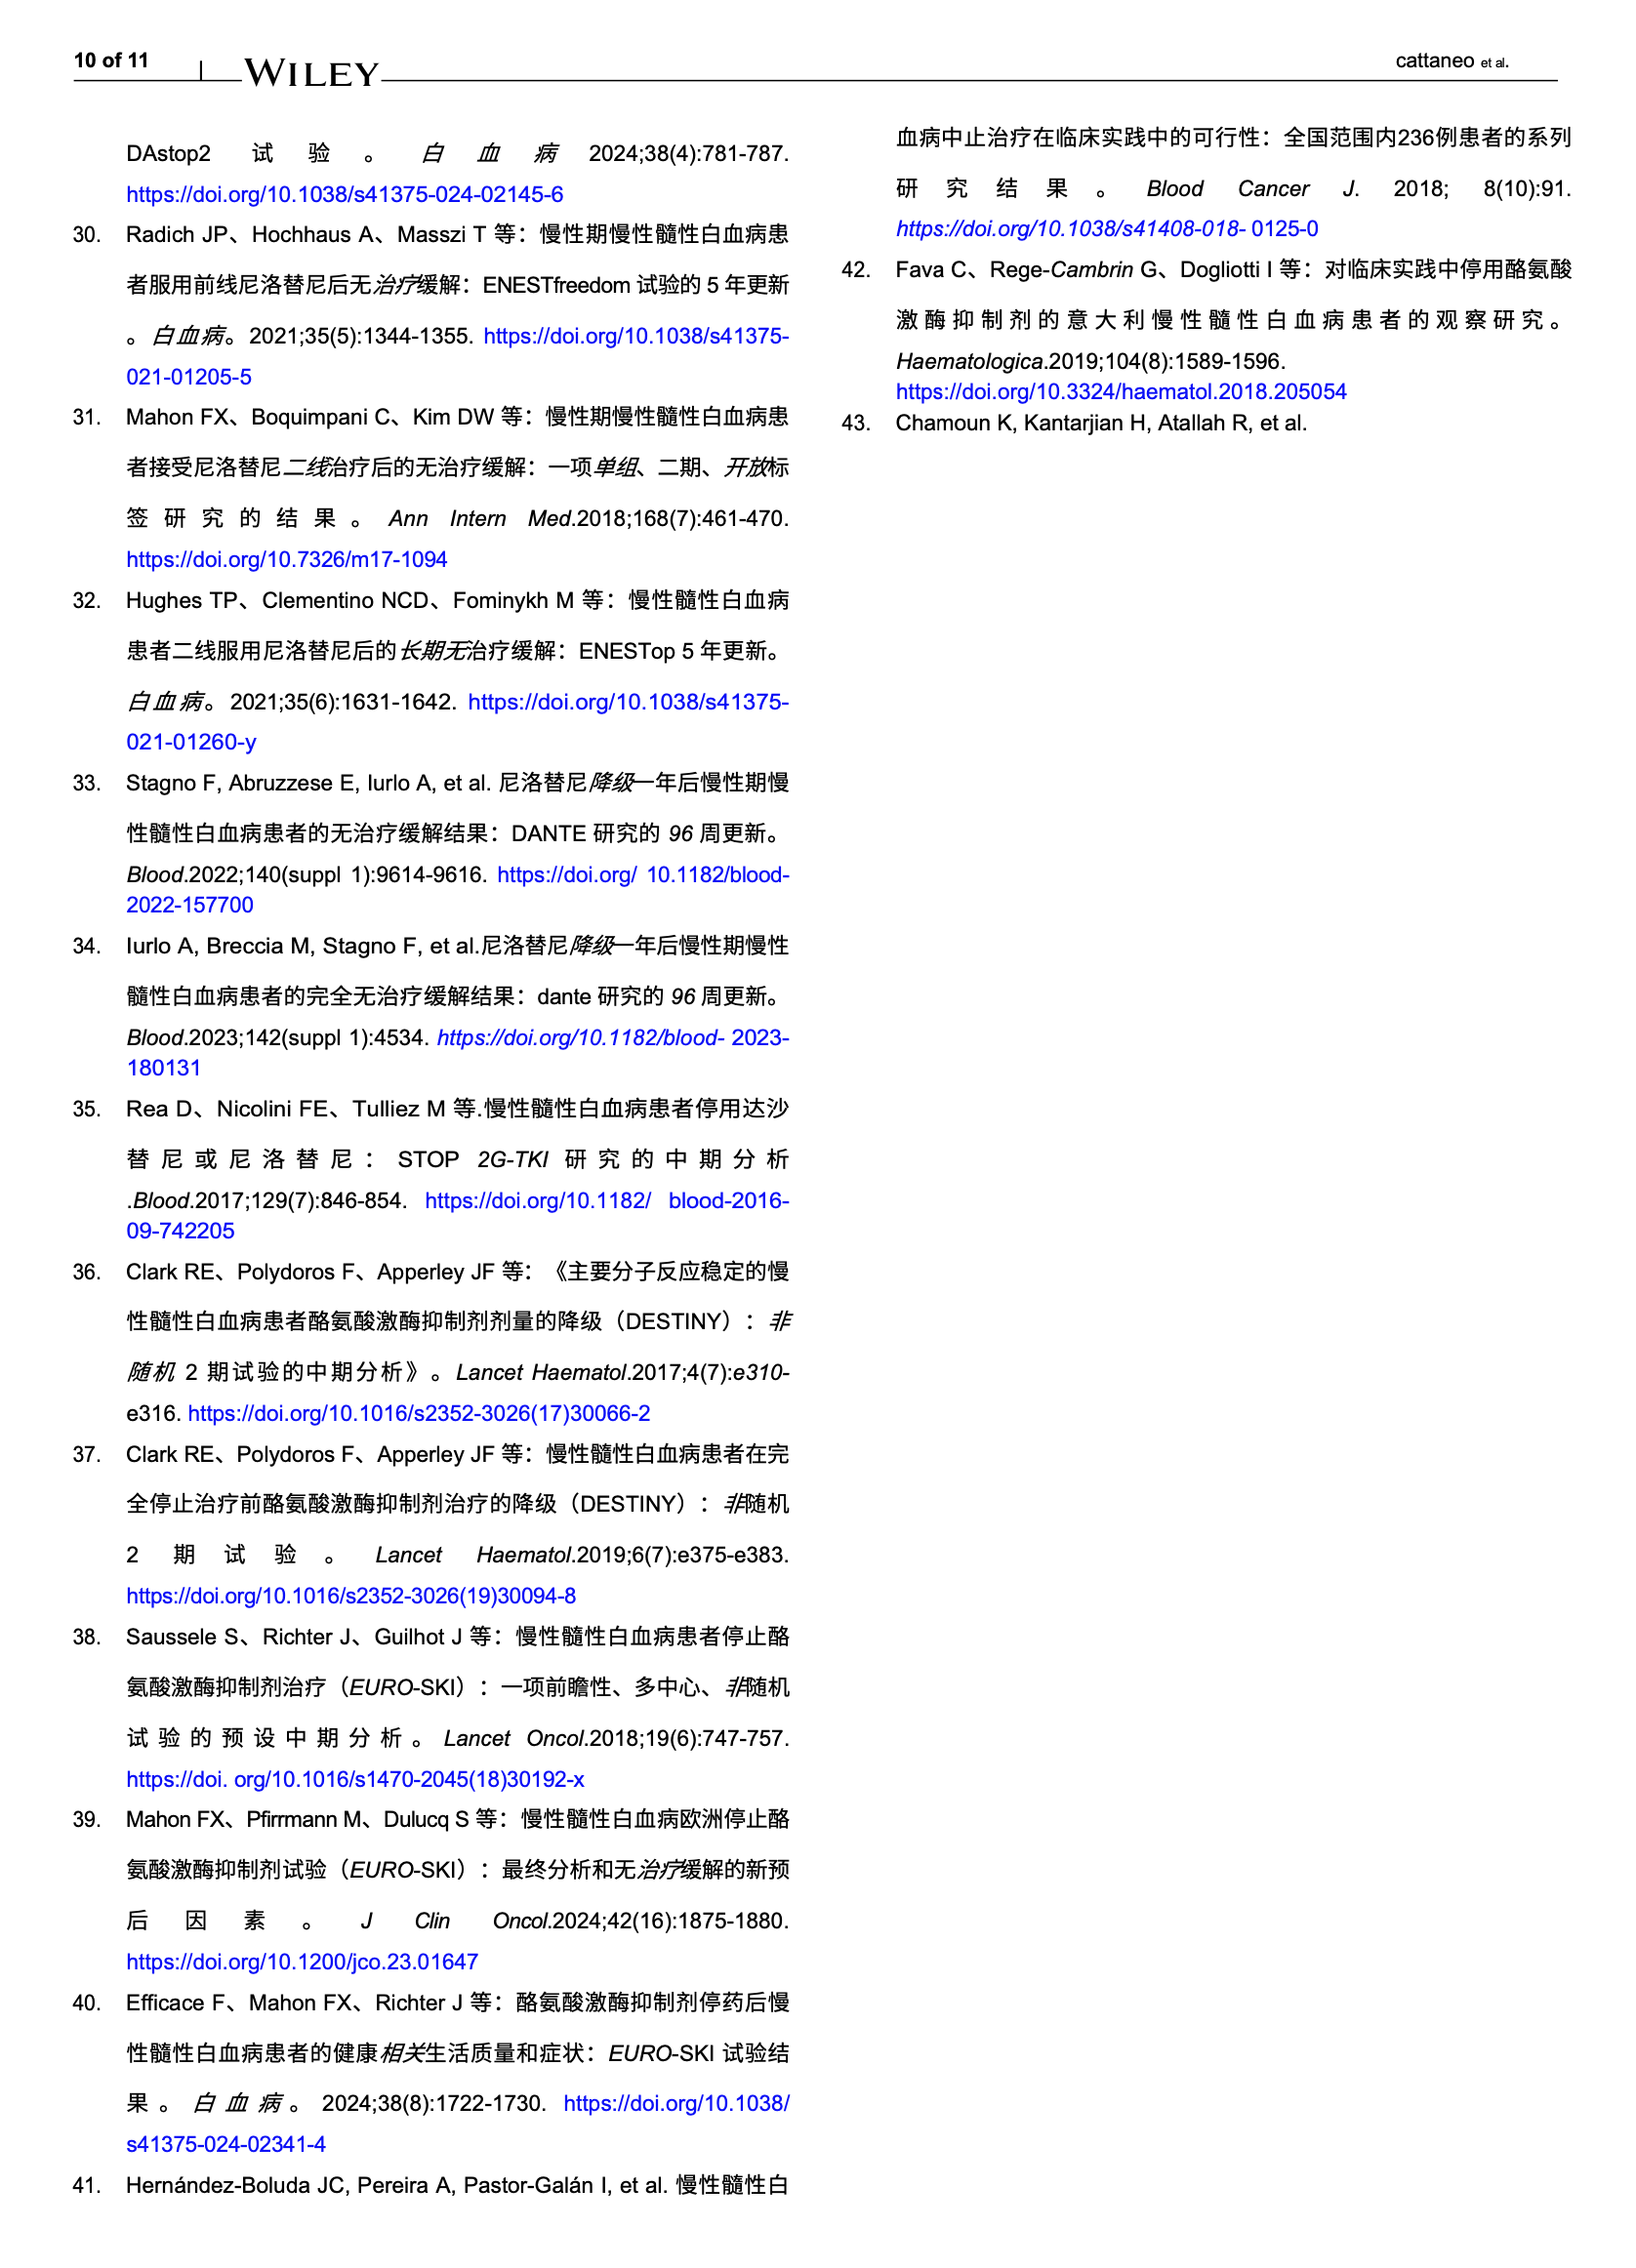 10 of 11
WILEY
cattaneo et al.
DAstop2 试验。白血病 2024;38(4):781-787.
https://doi.org/10.1038/s41375-024-02145-6
30. Radich JP、Hochhaus A、Masszi T 等：慢性期慢性髓性白血病患
者服用前线尼洛替尼后无治疗缓解：ENESTfreedom 试验的 5 年更新
。白血病。2021;35(5):1344-1355. https://doi.org/10.1038/s41375-
021-01205-5
31. Mahon FX、Boquimpani C、Kim DW 等：慢性期慢性髓性白血病患
者接受尼洛替尼二线治疗后的无治疗缓解：一项单组、二期、开放标
签研究的结果。Ann Intern Med.2018;168(7):461-470.
https://doi.org/10.7326/m17-1094
32. Hughes TP、Clementino NCD、Fominykh M 等：慢性髓性白血病
患者二线服用尼洛替尼后的长期无治疗缓解：ENESTop 5 年更新。
白血病。2021;35(6):1631-1642. https://doi.org/10.1038/s41375-
021-01260-y
33. Stagno F, Abruzzese E, Iurlo A, et al. 尼洛替尼降级一年后慢性期慢
性髓性白血病患者的无治疗缓解结果：DANTE 研究的 96 周更新。
Blood.2022;140(suppl 1):9614-9616. https://doi.org/ 10.1182/blood-
2022-157700
34. Iurlo A, Breccia M, Stagno F, et al.尼洛替尼降级一年后慢性期慢性
髓性白血病患者的完全无治疗缓解结果：dante 研究的 96 周更新。
Blood.2023;142(suppl 1):4534. https://doi.org/10.1182/blood- 2023-
180131
35. Rea D、Nicolini FE、Tulliez M 等.慢性髓性白血病患者停用达沙
替尼或尼洛替尼：STOP 2G-TKI 研究的中期分析
.Blood.2017;129(7):846-854. https://doi.org/10.1182/ blood-2016-
09-742205
36. Clark RE、Polydoros F、Apperley JF 等：《主要分子反应稳定的慢
性髓性白血病患者酪氨酸激酶抑制剂剂量的降级（DESTINY）：非
随机 2 期试验的中期分析》。Lancet Haematol.2017;4(7):e310-
e316. https://doi.org/10.1016/s2352-3026(17)30066-2
37. Clark RE、Polydoros F、Apperley JF 等：慢性髓性白血病患者在完
全停止治疗前酪氨酸激酶抑制剂治疗的降级（DESTINY）：非随机
2 期试验。Lancet Haematol.2019;6(7):e375-e383.
https://doi.org/10.1016/s2352-3026(19)30094-8
38. Saussele S、Richter J、Guilhot J 等：慢性髓性白血病患者停止酪
氨酸激酶抑制剂治疗（EURO-SKI）：一项前瞻性、多中心、非随机
试验的预设中期分析。Lancet Oncol.2018;19(6):747-757.
https://doi. org/10.1016/s1470-2045(18)30192-x
39. Mahon FX、Pfirrmann M、Dulucq S 等：慢性髓性白血病欧洲停止酪
氨酸激酶抑制剂试验（EURO-SKI）：最终分析和无治疗缓解的新预
后因素。J Clin Oncol.2024;42(16):1875-1880.
https://doi.org/10.1200/jco.23.01647
40. Efficace F、Mahon FX、Richter J 等：酪氨酸激酶抑制剂停药后慢
性髓性白血病患者的健康相关生活质量和症状：EURO-SKI 试验结
果。白血病。2024;38(8):1722-1730. https://doi.org/10.1038/
s41375-024-02341-4
41. Hernández-Boluda JC, Pereira A, Pastor-Galán I, et al. 慢性髓性白
血病中止治疗在临床实践中的可行性：全国范围内236例患者的系列
研究结果。Blood Cancer J. 2018; 8(10):91.
https://doi.org/10.1038/s41408-018- 0125-0
42. Fava C、Rege-Cambrin G、Dogliotti I 等：对临床实践中停用酪氨酸
激酶抑制剂的意大利慢性髓性白血病患者的观察研究。
Haematologica.2019;104(8):1589-1596.
https://doi.org/10.3324/haematol.2018.205054
43. Chamoun K, Kantarjian H, Atallah R, et al.